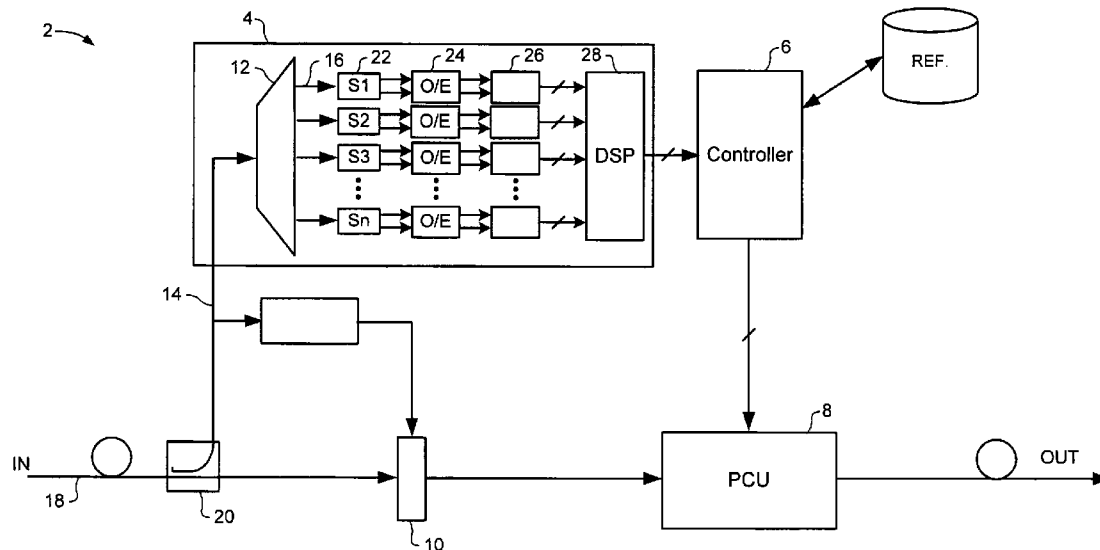 2
4
6
REF.
12
16
22
24
26
28
S1
O/E
S2
O/E
S3
O/E
Sn
O/E
DSP
Controller
14
8
IN
18
20
10
PCU
OUT